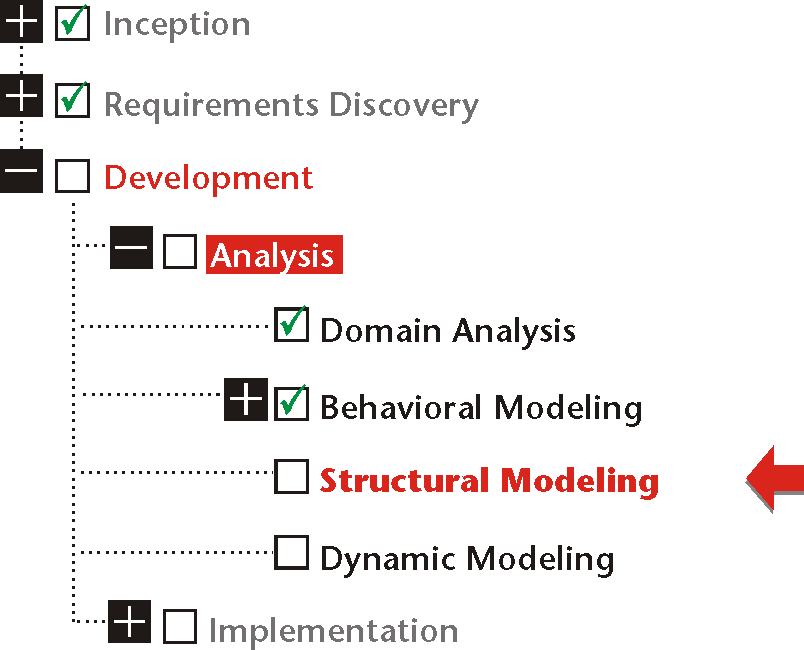 Inception
Requirements Discovery
Development
Analysis
Domain Analysis
Behavioral Modeling
Structural Modeling
Dynamic Modeling
Implementation